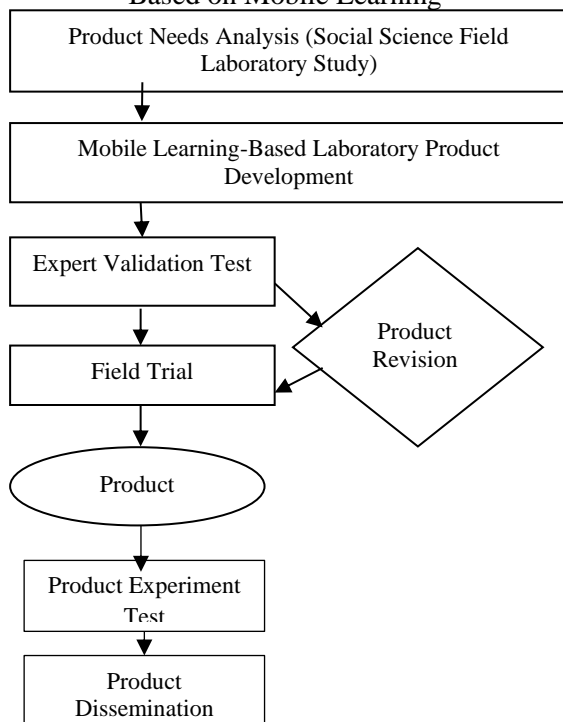 Based on Mobile Learning
Product Needs Analysis (Social Science Field
Laboratory Study)
Mobile Learning-Based Laboratory Product
Development
Expert Validation Test
Product
Revision
Field Trial
Product
Product Experiment
Test
Product
Dissemination